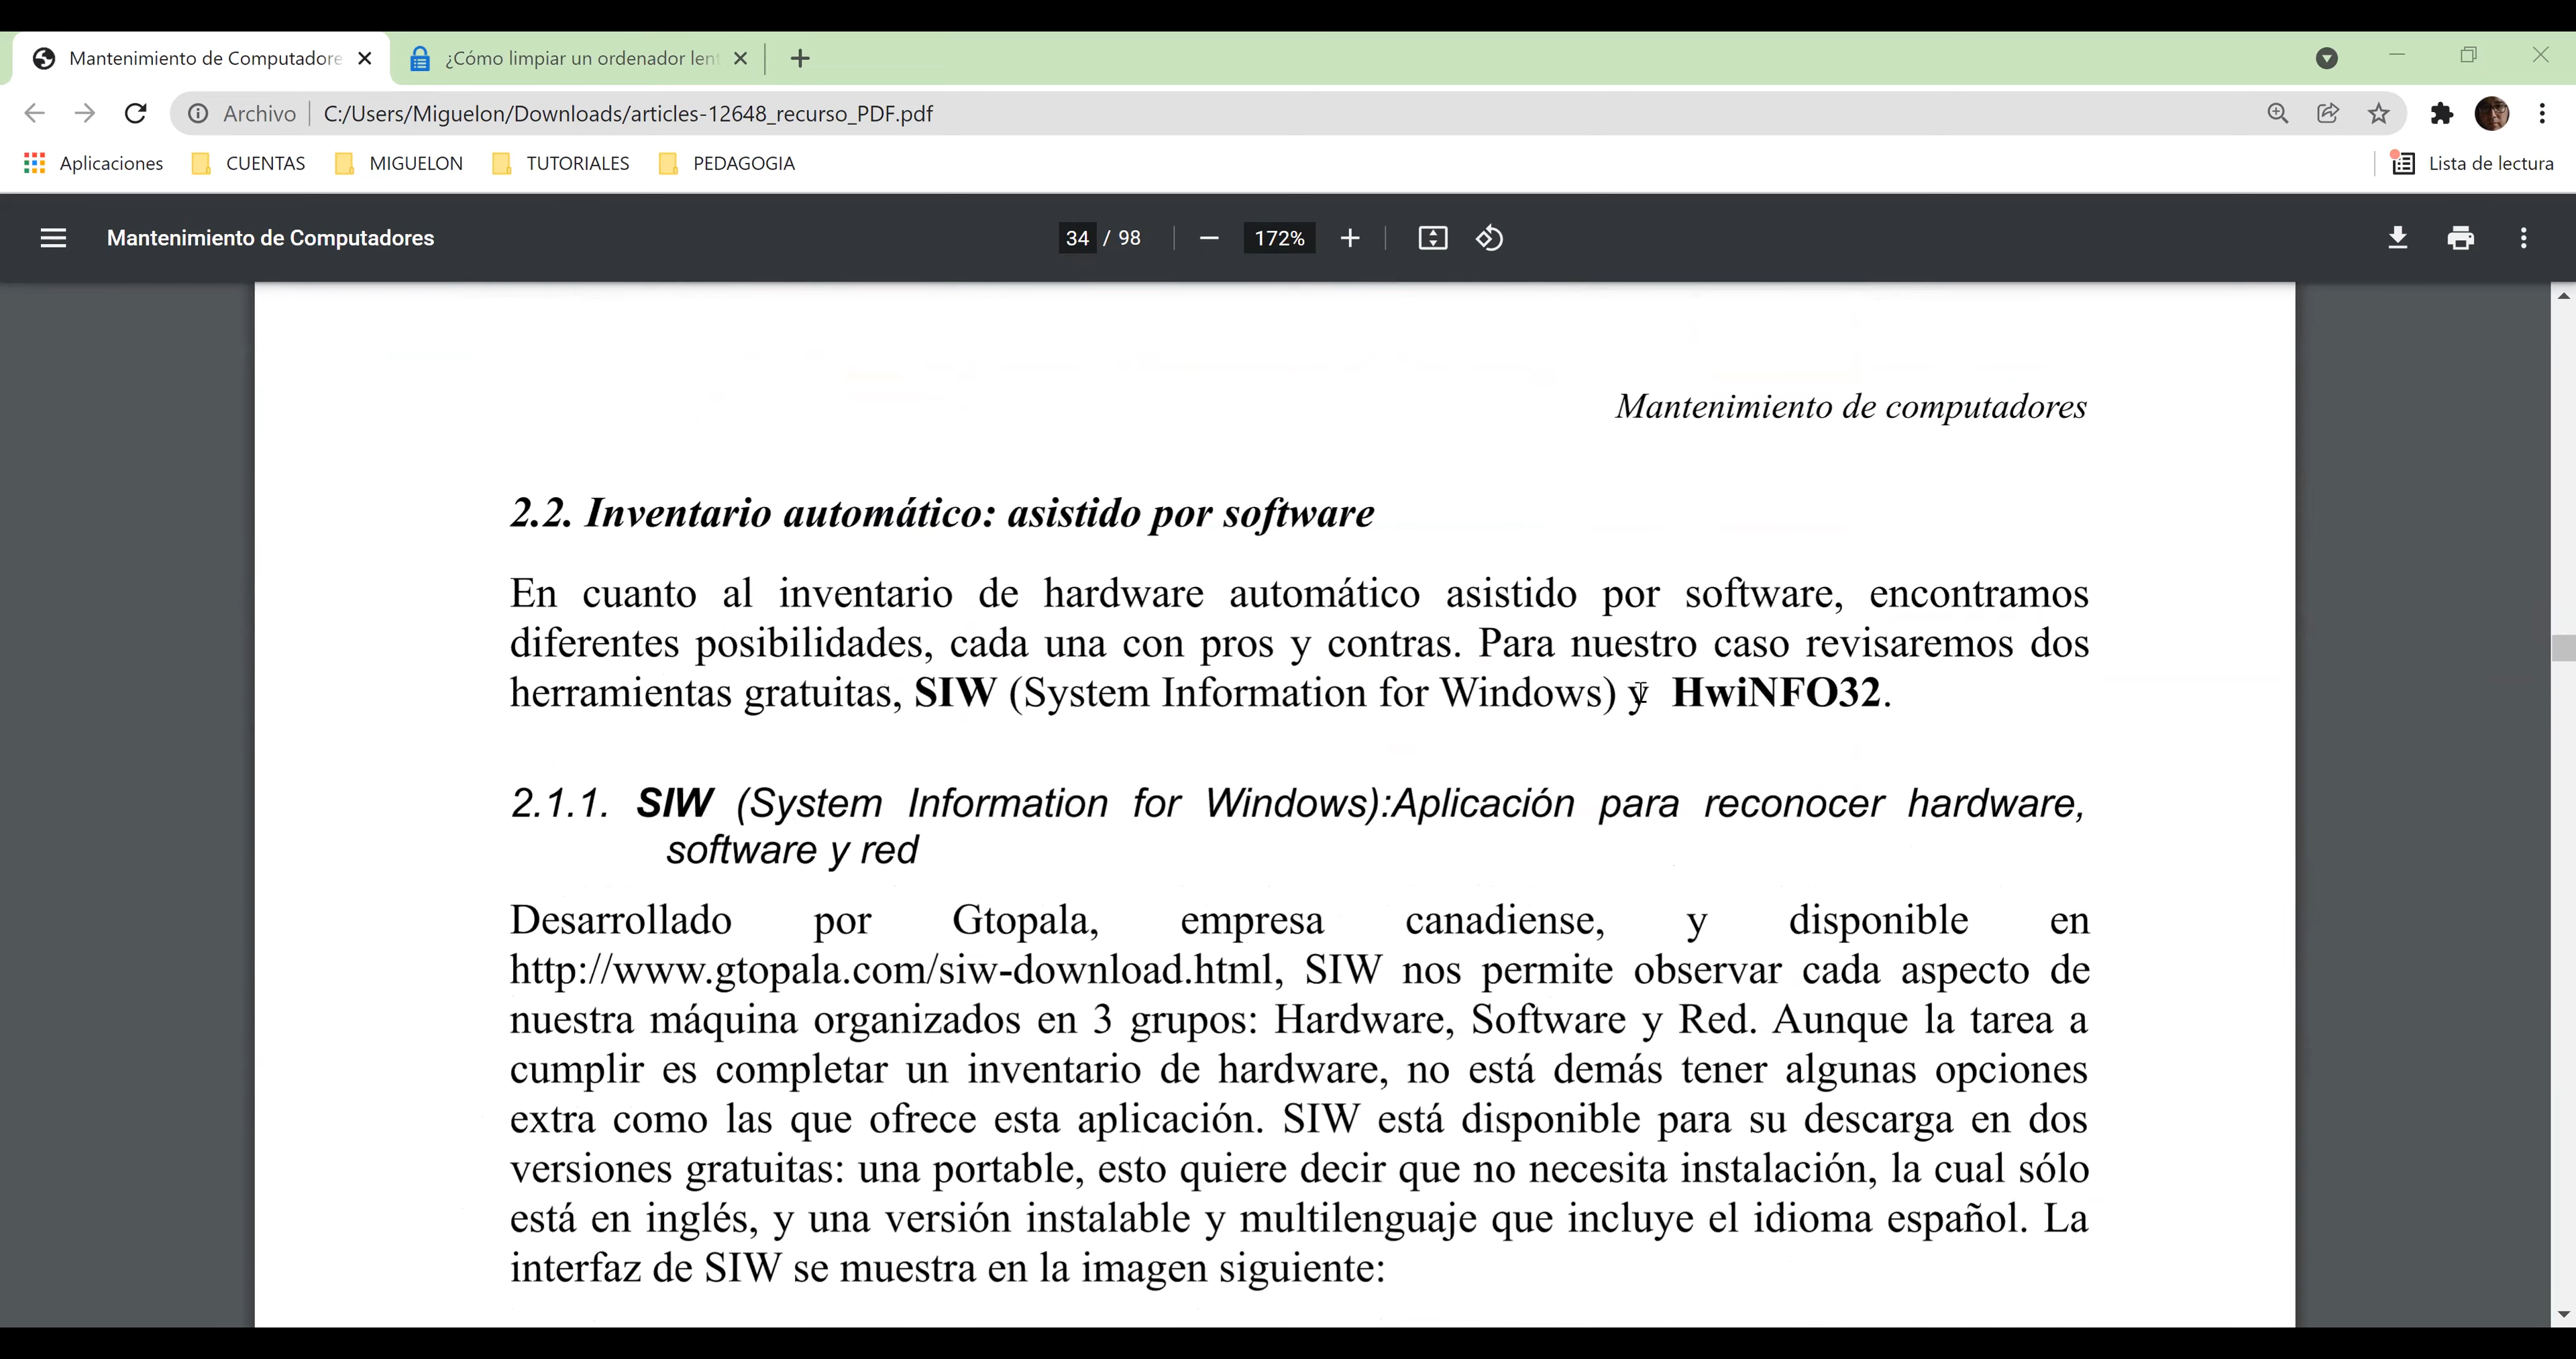 Mantenimiento de Computadore
¿Cómo limpiar un ordenador lent
Archivo C:/Users/Miguelon/Downloads/articles-12648_recurso_PDF.pdf
Aplicaciones CUENTAS MIGUELON TUTORIALES PEDAGOGIA Lista de lectura
Mantenimiento de Computadores 34 / 98 172%
Mantenimiento de computadores
2.2. Inventario automático: asistido por software
En cuanto al inventario de hardware automático asistido por software, encontramos
diferentes posibilidades, cada una con pros y contras. Para nuestro caso revisaremos dos
herramientas gratuitas, SIW (System Information for Windows) y HwiNFO32.
2.1.1. SIW (System Information for Windows):Aplicación para reconocer hardware,
software y red
Desarrollado por Gtopala, empresa canadiense, y disponible en
http://www.gtopala.com/siw-download.html, SIW nos permite observar cada aspecto de
nuestra máquina organizados en 3 grupos: Hardware, Software y Red. Aunque la tarea a
cumplir es completar un inventario de hardware, no está demás tener algunas opciones
extra como las que ofrece esta aplicación. SIW está disponible para su descarga en dos
versiones gratuitas: una portable, esto quiere decir que no necesita instalación, la cual sólo
está en inglés, y una versión instalable y multilenguaje que incluye el idioma español. La
interfaz de SIW se muestra en la imagen siguiente: